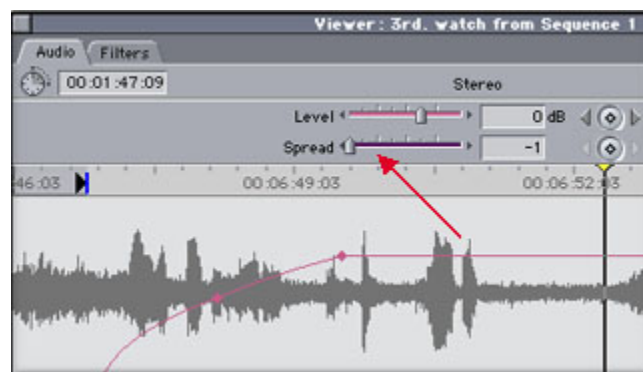 Viewer: 3rd. watch from Sequence 1
Audio Filters
00:01:47:09 Stereo
Level 0 dB
Spread -1
46:03 00:06:49:03 00:06:52:03